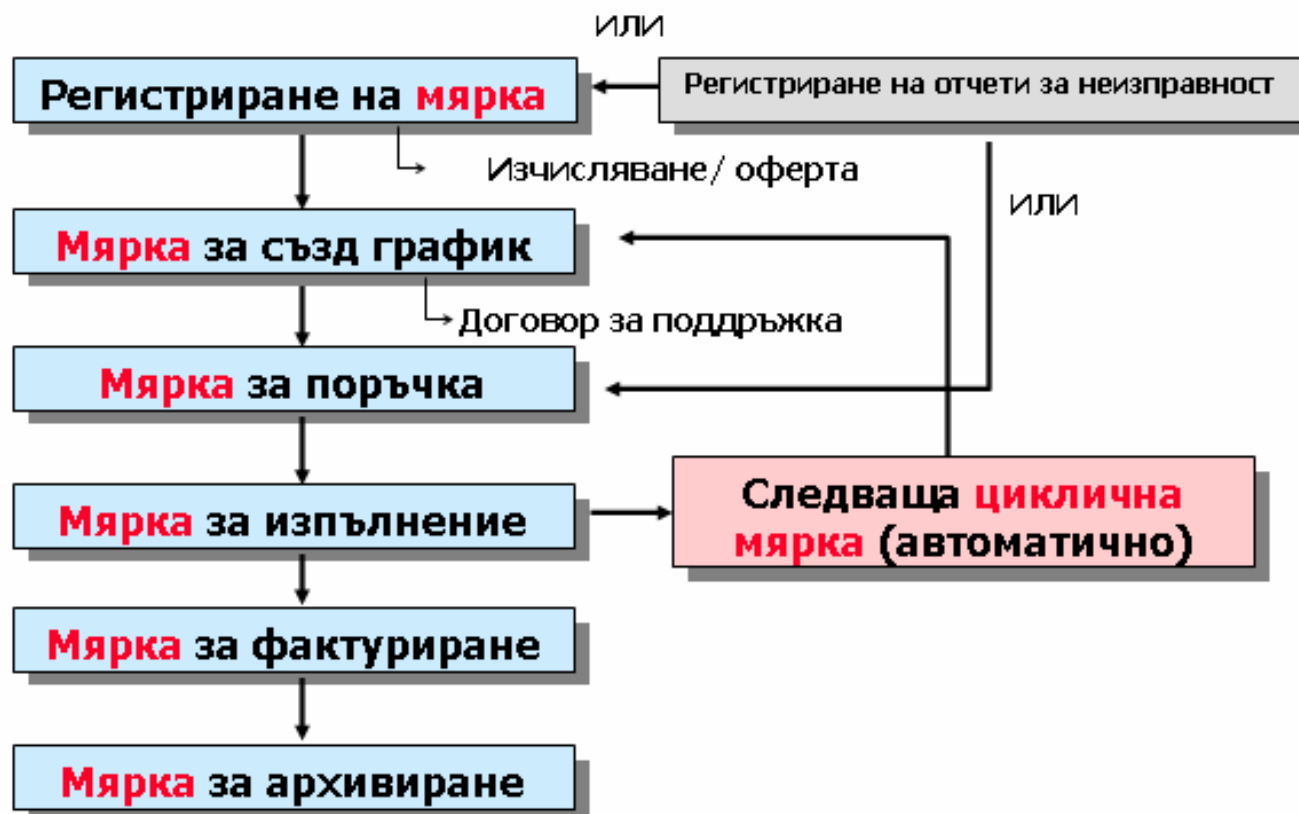 или
Регистриране на мярка
Регистриране на отчети за неизправност
Изчисляване/ оферта
или
Мярка за създ график
Договор за поддръжка
Мярка за поръчка
Следваща циклична
мярка (автоматично)
Мярка за изпълнение
Мярка за фактуриране
Мярка за архивиране